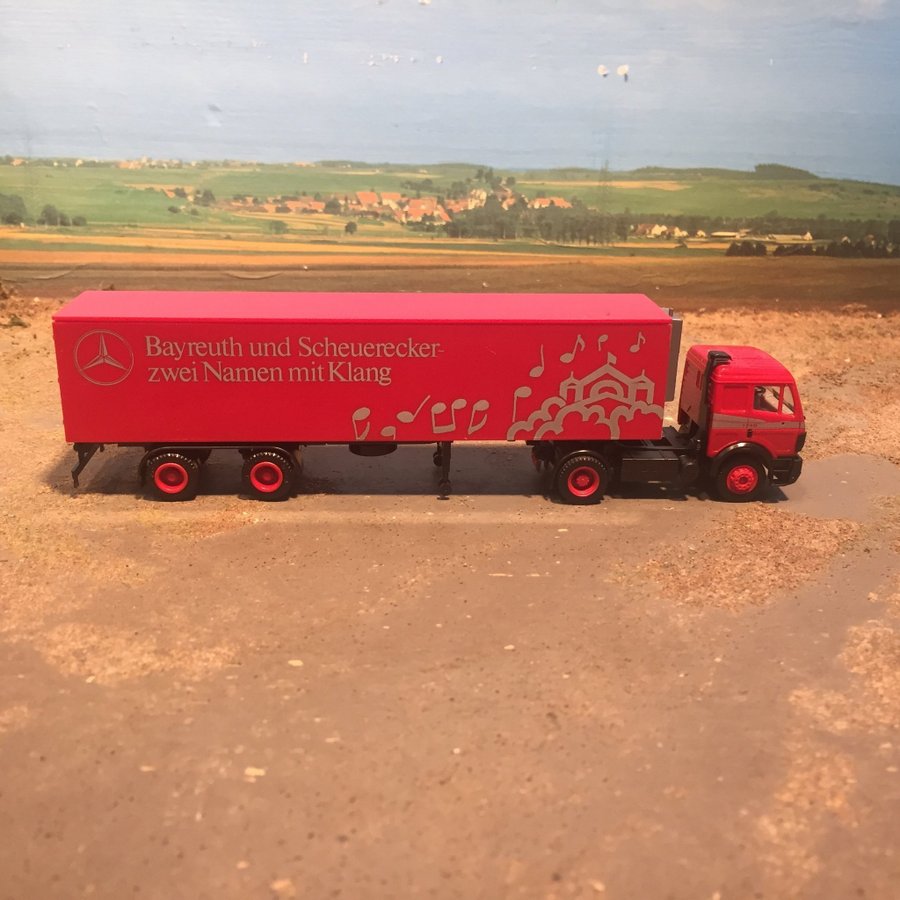 Bayreuth und Scheuerecker-
zwei Namen mit Klang